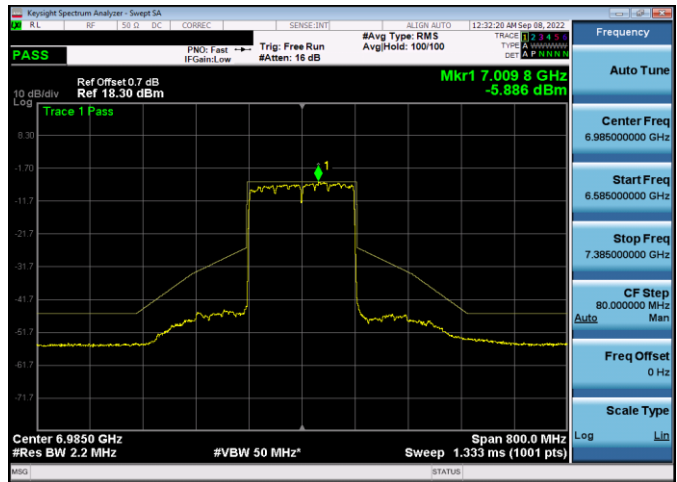 Keysight Spectrum Analyzer - Swept SA
RL RF 50 Ω DC CORREC SENSE:INT ALIGN AUTO 12:32:20 AM Sep 08, 2022
PASS
PNO: Fast
IFGain:Low
Trig: Free Run
#Atten: 16 dB
#Avg Type: RMS
Avg|Hold: 100/100
TRACE 1 2 3 4 5 6
TYPE A WWWWW
DET A P N N N N
Ref Offset 0.7 dB
10 dB/div Ref 18.30 dBm
Log
Mkr1 7.009 8 GHz
-5.886 dBm
Trace 1 Pass
1
8.30
-1.70
-11.7
-21.7
-31.7
-41.7
-51.7
-61.7
-71.7
Center 6.9850 GHz
#Res BW 2.2 MHz
#VBW 50 MHz*
Span 800.0 MHz
Sweep 1.333 ms (1001 pts)
MSG
STATUS
Frequency
Auto Tune
Center Freq
6.985000000 GHz
Start Freq
6.585000000 GHz
Stop Freq
7.385000000 GHz
CF Step
80.000000 MHz
Auto Man
Freq Offset
0 Hz
Scale Type
Log Lin